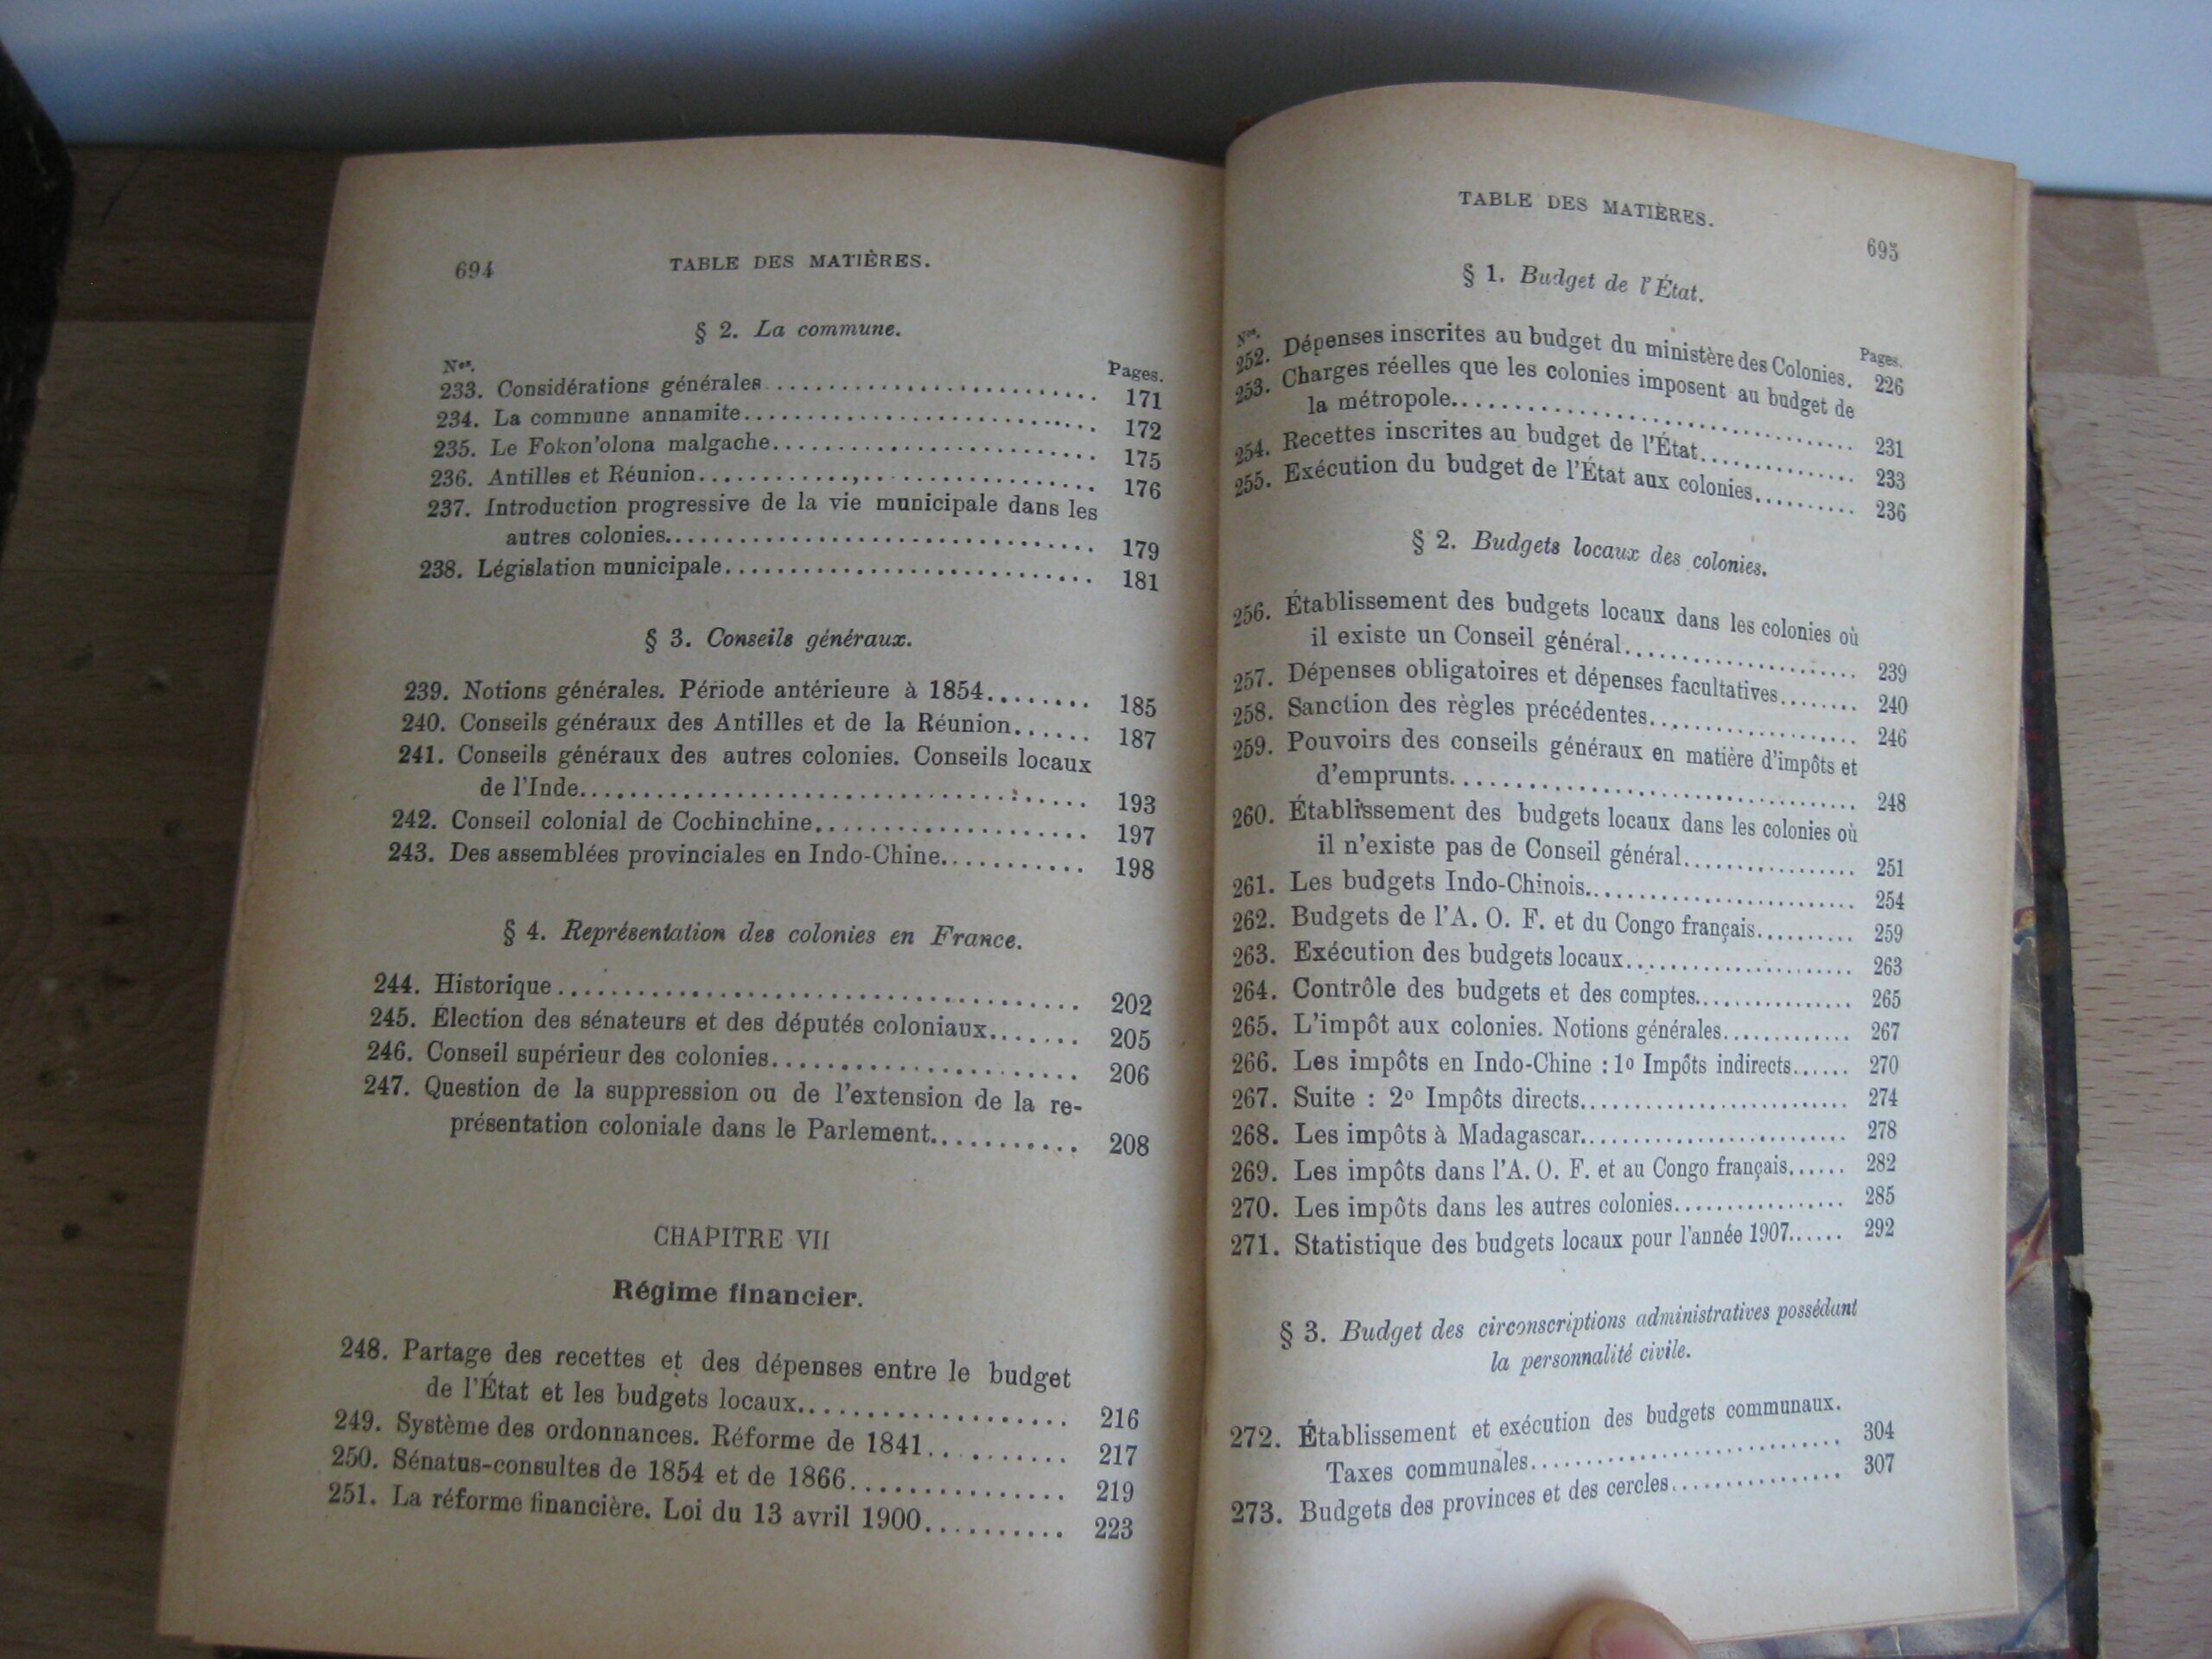 694
TABLE DES MATIÈRES.
§ 2. La commune.
Nos.
Pages.
233. Considérations générales........................ 171
234. La commune annamite........................... 172
235. Le Fokon'olona malgache........................ 175
236. Antilles et Réunion.............................. 176
237. Introduction progressive de la vie municipale dans les
autres colonies................................. 179
238. Législation municipale............................ 181
§ 3. Conseils généraux.
239. Notions générales. Période antérieure à 1854........ 185
240. Conseils généraux des Antilles et de la Réunion...... 187
241. Conseils généraux des autres colonies. Conseils locaux
de l'Inde..................................... 193
242. Conseil colonial de Cochinchine..................... 197
243. Des assemblées provinciales en Indo-Chine........... 198
§ 4. Représentation des colonies en France.
244. Historique....................................... 202
245. Élection des sénateurs et des députés coloniaux....... 205
246. Conseil supérieur des colonies....................... 206
247. Question de la suppression ou de l'extension de la re-
présentation coloniale dans le Parlement........... 208
CHAPITRE VII
Régime financier.
248. Partage des recettes et des dépenses entre le budget
de l'État et les budgets locaux.................... 216
249. Système des ordonnances. Réforme de 1841........... 217
250. Sénatus-consultes de 1854 et de 1866................ 219
251. La réforme financière. Loi du 13 avril 1900........... 223
TABLE DES MATIÈRES.
695
§ 1. Budget de l'État.
Nos.
Pages.
252. Dépenses inscrites au budget du ministère des Colonies. 226
253. Charges réelles que les colonies imposent au budget de
la métropole.................................. 231
254. Recettes inscrites au budget de l'État............... 233
255. Exécution du budget de l'État aux colonies........... 236
§ 2. Budgets locaux des colonies.
256. Établissement des budgets locaux dans les colonies où
il existe un Conseil général...................... 239
257. Dépenses obligatoires et dépenses facultatives........ 240
258. Sanction des règles précédentes.................... 246
259. Pouvoirs des conseils généraux en matière d'impôts et
d'emprunts.................................... 248
260. Établissement des budgets locaux dans les colonies où
il n'existe pas de Conseil général................. 251
261. Les budgets Indo-Chinois.......................... 254
262. Budgets de l'A. O. F. et du Congo français.......... 259
263. Exécution des budgets locaux...................... 263
264. Contrôle des budgets et des comptes................ 265
265. L'impôt aux colonies. Notions générales............. 267
266. Les impôts en Indo-Chine : 1o Impôts indirects...... 270
267. Suite : 2o Impôts directs.......................... 274
268. Les impôts à Madagascar.......................... 278
269. Les impôts dans l'A. O. F. et au Congo français...... 282
270. Les impôts dans les autres colonies................. 285
271. Statistique des budgets locaux pour l'année 1907...... 292
§ 3. Budget des circonscriptions administratives possédant
la personnalité civile.
272. Établissement et exécution des budgets communaux.
Taxes communales............................. 304
273. Budgets des provinces et des cercles............... 307